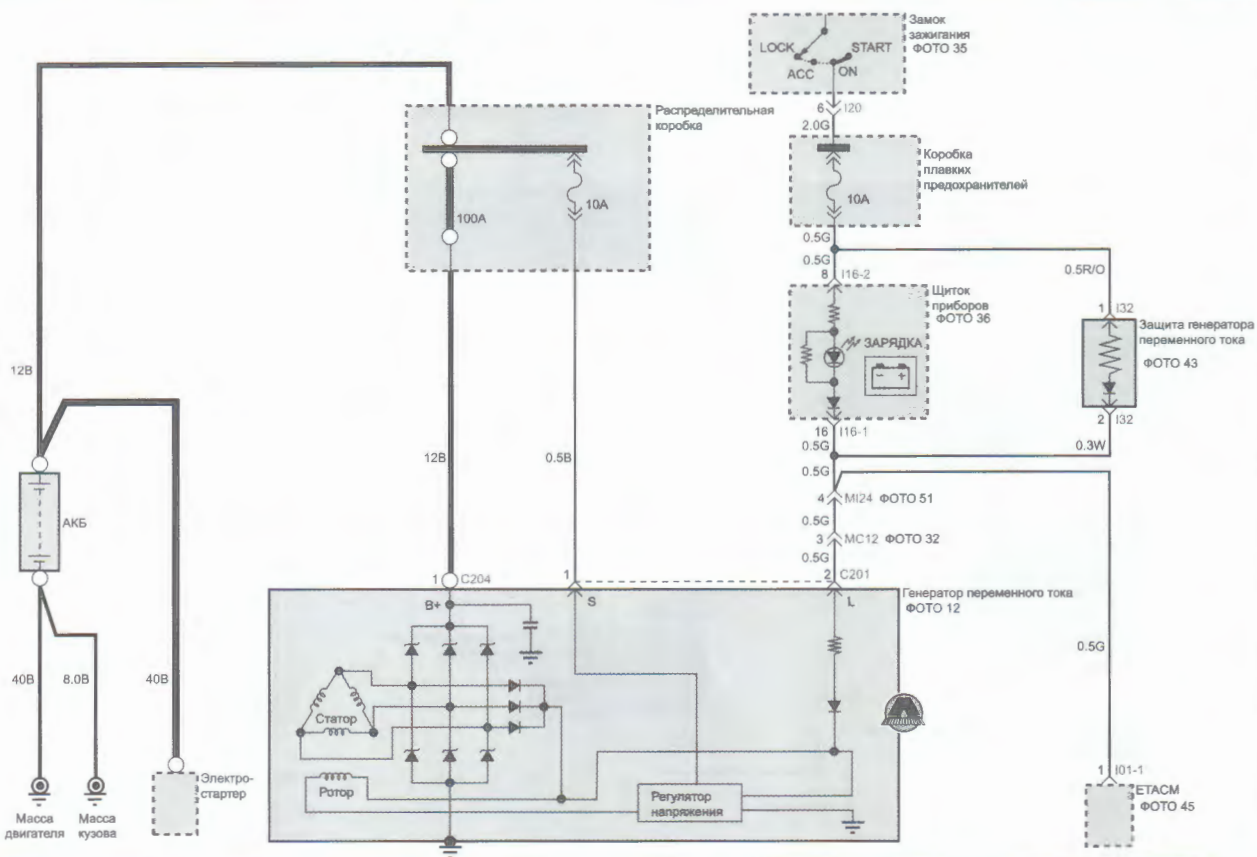 Замок
зажигания
ФОТО 35
LOCK
START
ACC
ON
6
I20
2.0G
Распределительная
коробка
100A
10A
Коробка
плавких
предохранителей
10A
0.5G
0.5G
8
I16-2
0.5R/O
Щиток
приборов
ФОТО 36
ЗАРЯДКА
- +
1
I32
Защита генератора
переменного тока
ФОТО 43
2
I32
16
I16-1
0.5G
0.3W
0.5G
12B
12B
0.5B
4
MI24 ФОТО 51
0.5G
3
MC12 ФОТО 32
0.5G
АКБ
1
C204
1
2
C201
B+
S
L
Генератор переменного тока
ФОТО 12
0.5G
40B
8.0B
40B
Статор
Ротор
Регулятор
напряжения
Электро-
стартер
Масса
двигателя
Масса
кузова
1
I01-1
ETACM
ФОТО 45